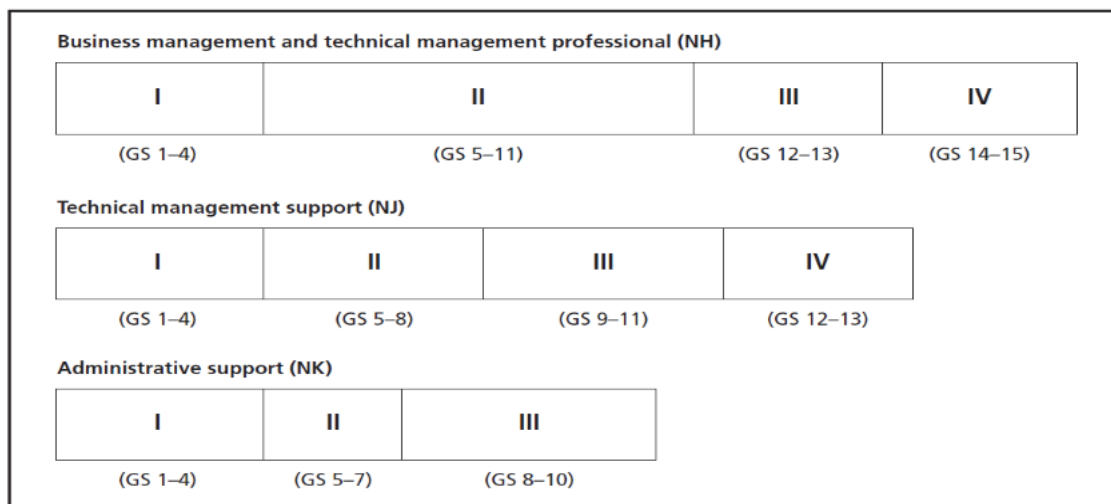 Business management and technical management professional (NH)
I II III IV
(GS 1–4) (GS 5–11) (GS 12–13) (GS 14–15)
Technical management support (NJ)
I II III IV
(GS 1–4) (GS 5–8) (GS 9–11) (GS 12–13)
Administrative support (NK)
I II III
(GS 1–4) (GS 5–7) (GS 8–10)